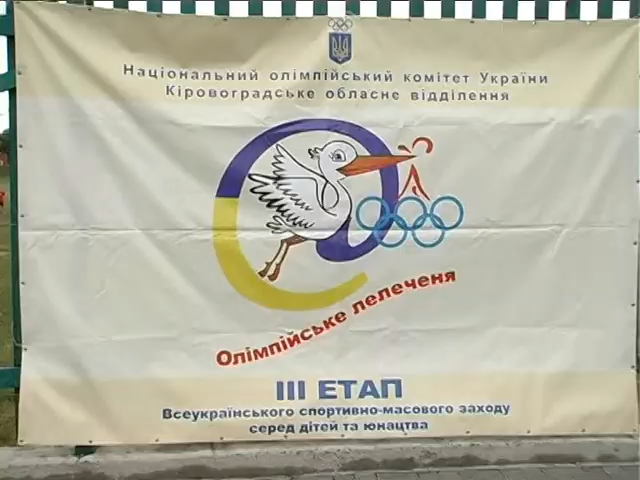 Національний олімпійський комітет України
Кіровоградське обласне відділення
Олімпійське лелеченя
III ЕТАП
Всеукраїнського спортивно-масового заходу
серед дітей та юнацтва